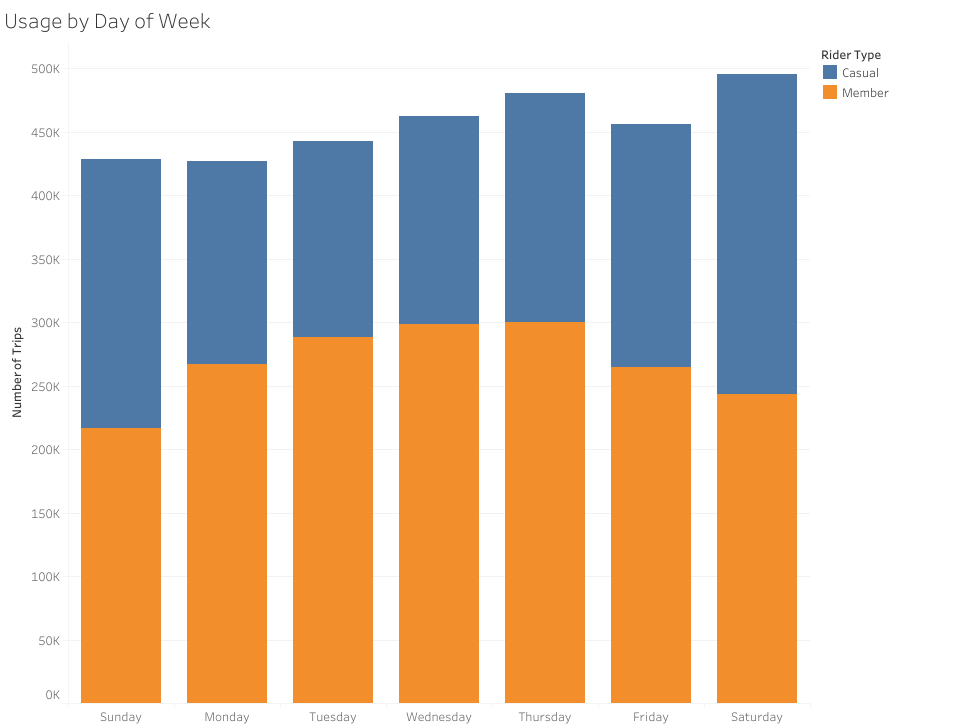 Usage by Day of Week
Rider Type
Casual
Member
Number of Trips
500K
450K
400K
350K
300K
250K
200K
150K
100K
50K
0K
Sunday Monday Tuesday Wednesday Thursday Friday Saturday